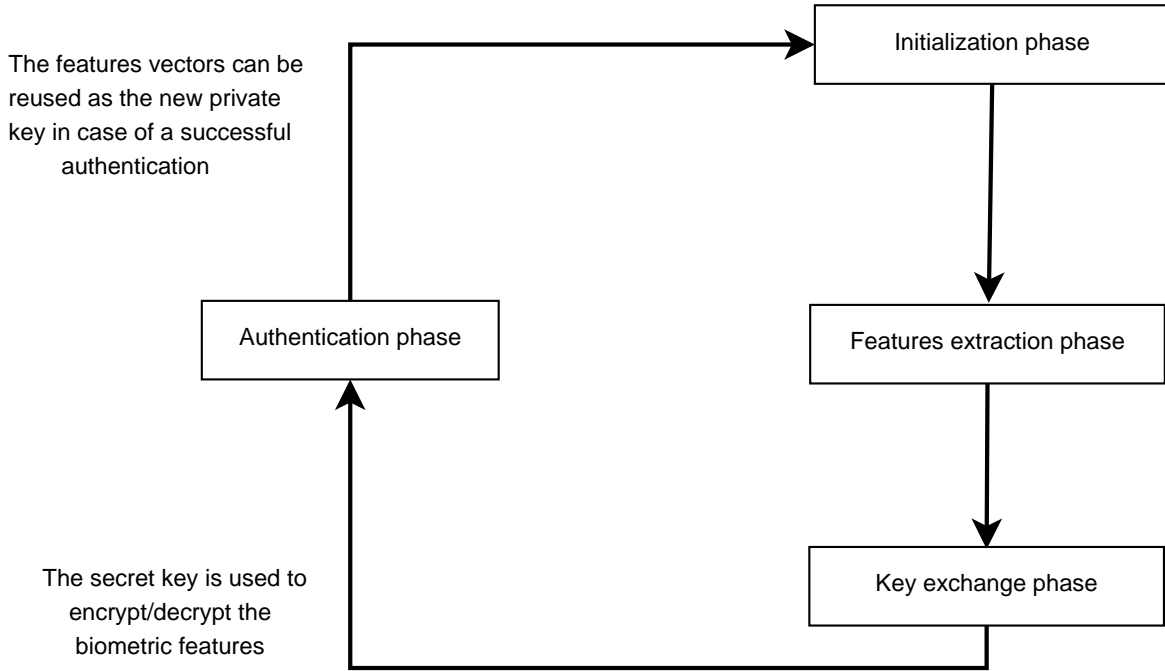 Initialization phase
The features vectors can be
reused as the new private
key in case of a successful
authentication
Authentication phase
Features extraction phase
Key exchange phase
The secret key is used to
encrypt/decrypt the
biometric features